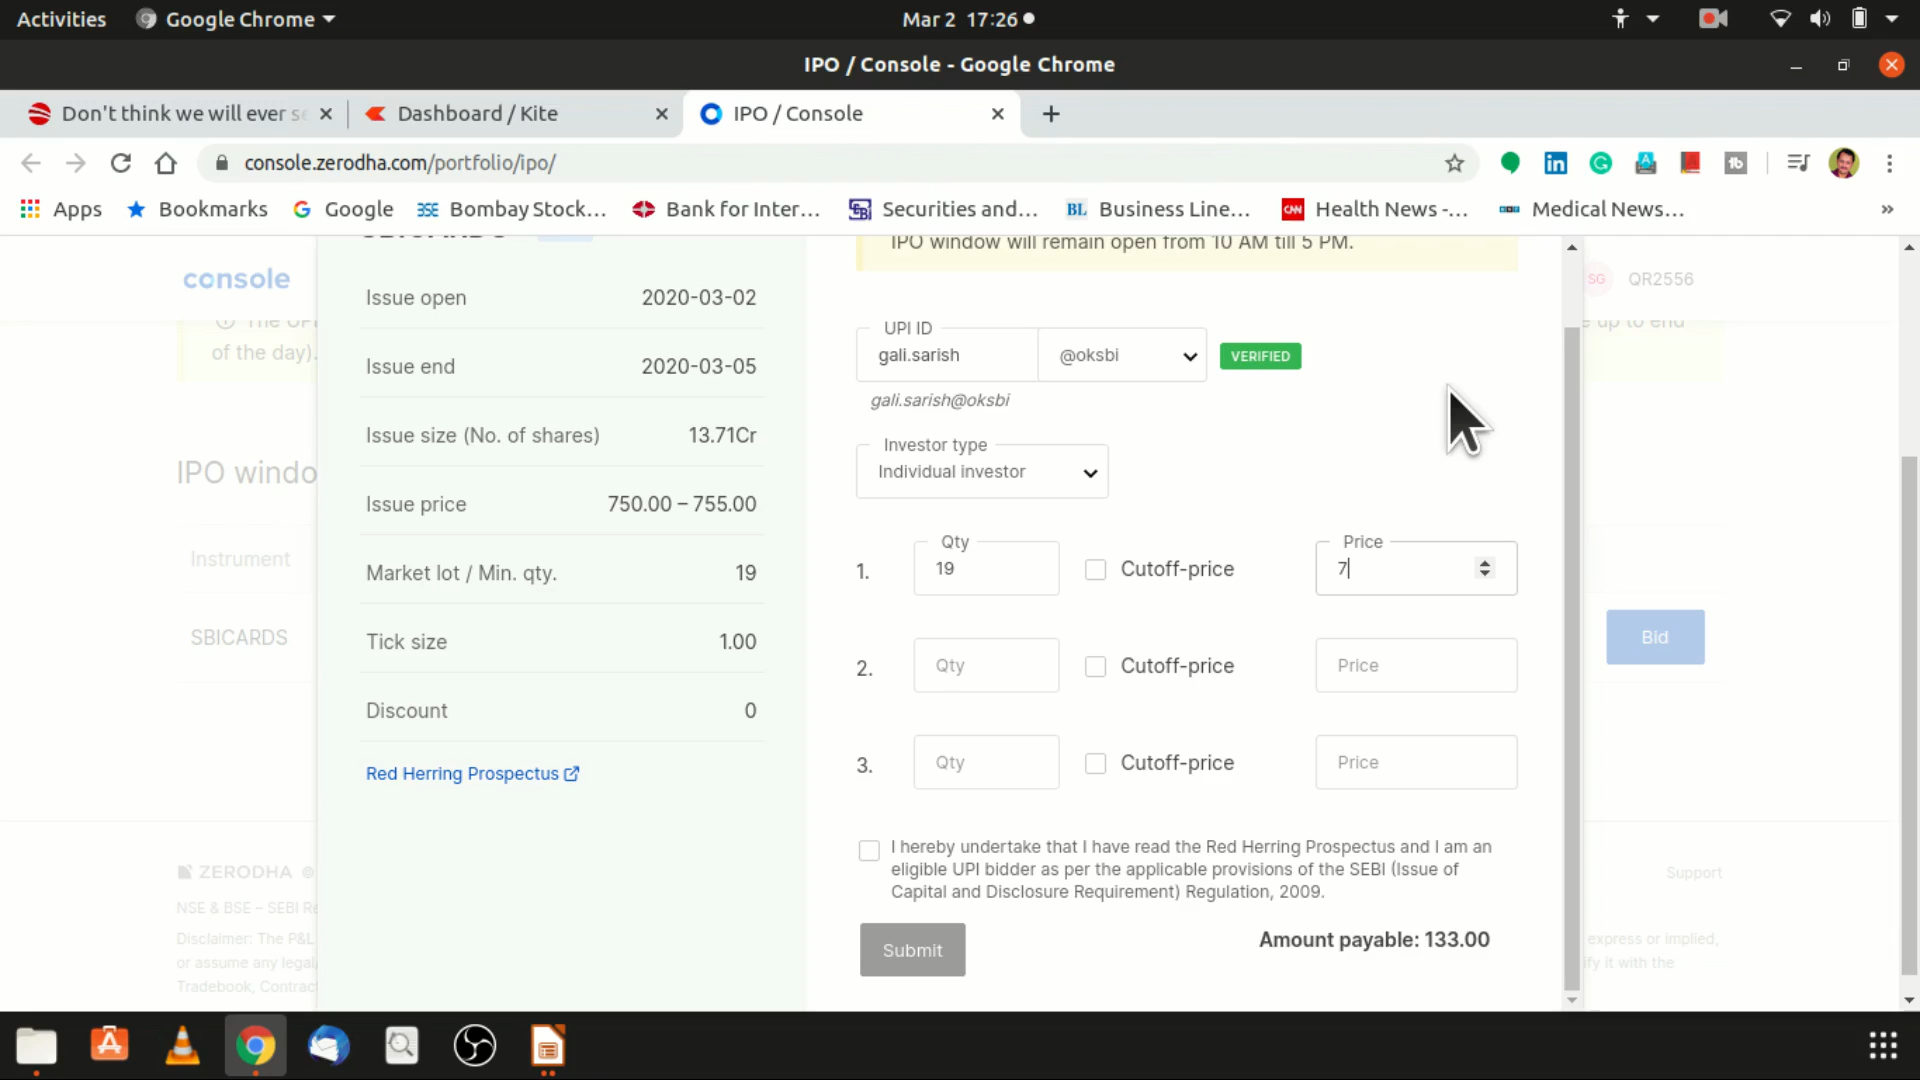 Activities
Google Chrome
Mar 2 17:26
IPO / Console - Google Chrome
Don't think we will ever se
Dashboard / Kite
IPO / Console
console.zerodha.com/portfolio/ipo/
Apps
Bookmarks
Google
Bombay Stock...
Bank for Inter...
Securities and...
BL Business Line...
CNN Health News -...
Medical News...
»
console
of the day).
IPO windo
Instrument
SBICARDS
ZERODHA ©
NSE & BSE – SEBI Re
Disclaimer: The P&L
or assume any legal
Tradebook, Contrac
Issue open 2020-03-02
Issue end 2020-03-05
Issue size (No. of shares) 13.71Cr
Issue price 750.00 – 755.00
Market lot / Min. qty. 19
Tick size 1.00
Discount 0
Red Herring Prospectus
IPO window will remain open from 10 AM till 5 PM.
UPI ID
gali.sarish @oksbi VERIFIED
gali.sarish@oksbi
Investor type
Individual investor
Qty Price
1. 19 Cutoff-price 7
2. Qty Cutoff-price Price
3. Qty Cutoff-price Price
I hereby undertake that I have read the Red Herring Prospectus and I am an
eligible UPI bidder as per the applicable provisions of the SEBI (Issue of
Capital and Disclosure Requirement) Regulation, 2009.
Submit
Amount payable: 133.00
SG QR2556
e up to end
Bid
Support
express or implied,
ify it with the